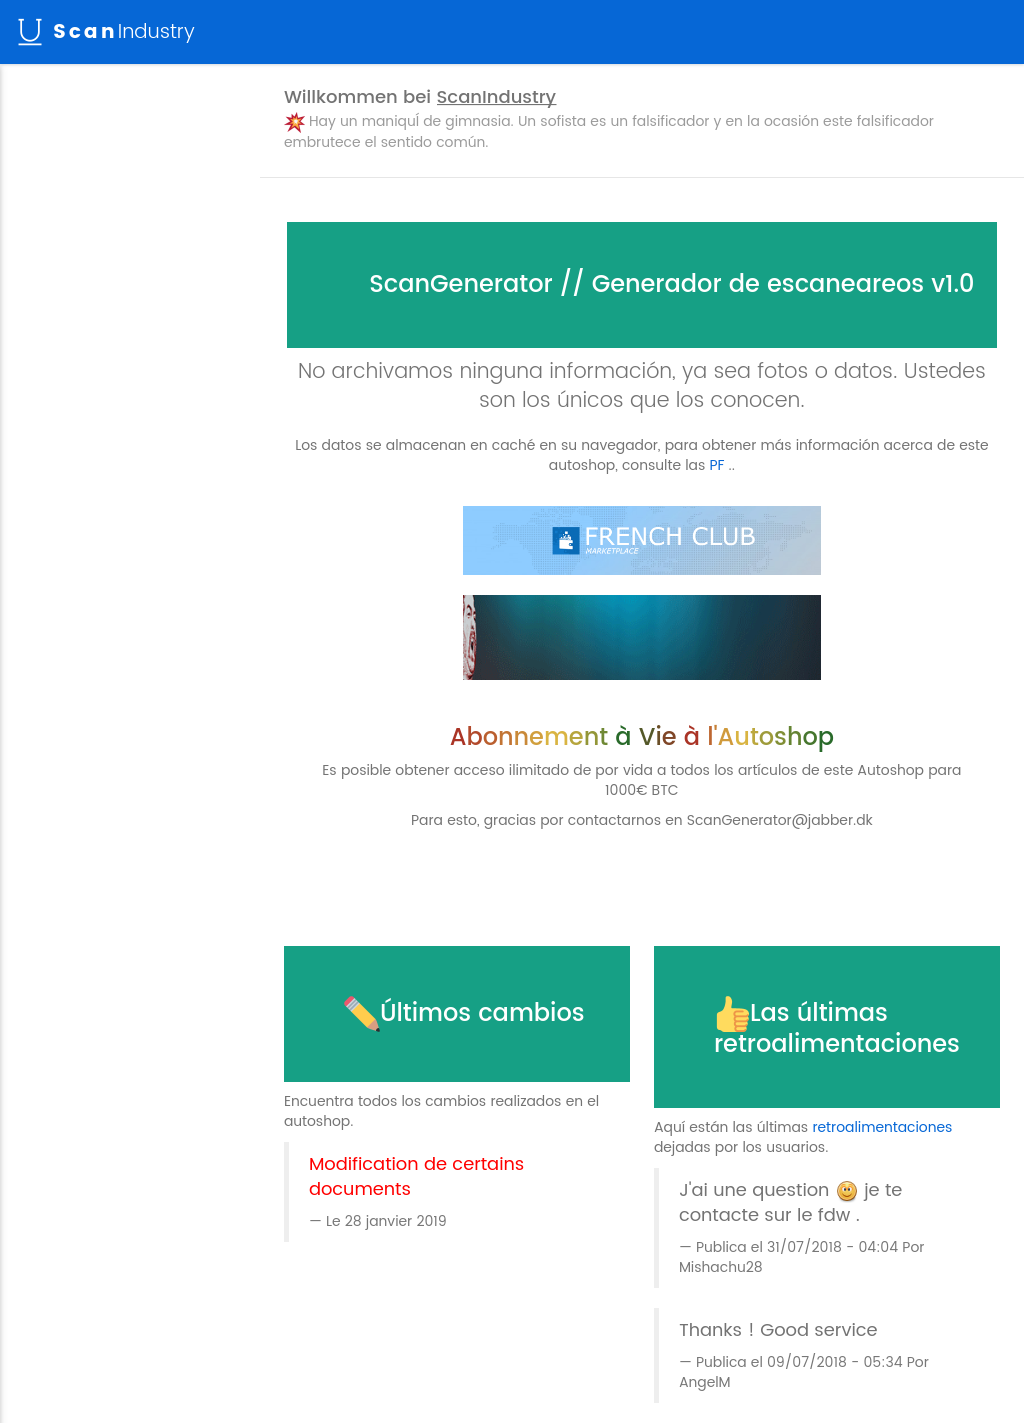 Scan Industry
Willkommen bei ScanIndustry
Hay un maniquÍ de gimnasia. Un sofista es un falsificador y en la ocasión este falsificador
embrutece el sentido común.
ScanGenerator // Generador de escaneareos v1.0
No archivamos ninguna información, ya sea fotos o datos. Ustedes
son los únicos que los conocen.
Los datos se almacenan en caché en su navegador, para obtener más información acerca de este
autoshop, consulte las PF ..
FRENCH CLUB
MARKETPLACE
Abonnement à Vie à l'Autoshop
Es posible obtener acceso ilimitado de por vida a todos los artículos de este Autoshop para
1000€ BTC
Para esto, gracias por contactarnos en ScanGenerator@jabber.dk
Últimos cambios
Encuentra todos los cambios realizados en el
autoshop.
Modification de certains
documents
— Le 28 janvier 2019
Las últimas
retroalimentaciones
Aquí están las últimas retroalimentaciones
dejadas por los usuarios.
J'ai une question je te
contacte sur le fdw .
— Publica el 31/07/2018 - 04:04 Por
Mishachu28
Thanks ! Good service
— Publica el 09/07/2018 - 05:34 Por
AngelM